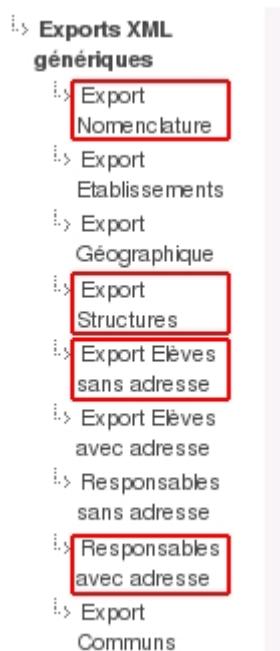 Exports XML
génériques
Export
Nomenclature
Export
Etablissements
Export
Géographique
Export
Structures
Export Elèves
sans adresse
Export Elèves
avec adresse
Responsables
sans adresse
Responsables
avec adresse
Export
Communs